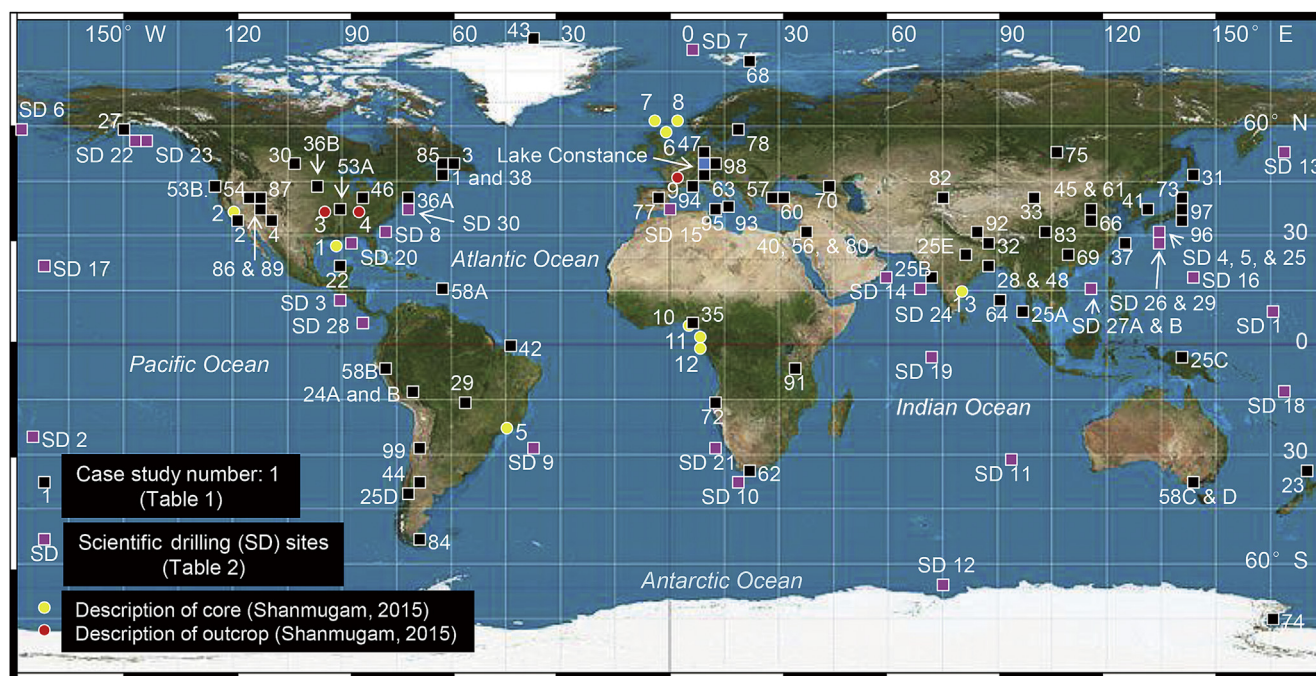 150° W 120 90 60 43 30 0 SD 7 30 60 90 120 150° E
68
SD 6
27
SD 22 SD 23
30 36B 53A 85 3
1 and 38
53B. 54 87 46
36A
2 3 4
SD 30
2 4 1
SD 8
86 & 89
SD 20
22
SD 17
SD 3
58A
SD 28
Atlantic Ocean
7 8
6
47
78
60° N
Lake Constance
98
9
94
63
57
60
70
77
SD 15
95
93
40, 56, & 80
75
SD 13
82
33
45 & 61
73
31
41
66
97
92
83
96
30
25E
32
69
37
SD 4, 5, & 25
25B
28 & 48
SD 26 & 29
SD 16
SD 14
SD 24
13
64
25A
SD 27A & B
SD 1
10
35
11
12
0
Pacific Ocean
42
58B
24A and B
29
91
72
SD 19
25C
Indian Ocean
SD 18
5
SD 9
SD 2
SD 21
SD 10
62
SD 11
30
23
58C & D
99
44
25D
84
Case study number: 1
(Table 1)
1
SD
Scientific drilling (SD) sites
(Table 2)
SD 12
60° S
Antarctic Ocean
74
Description of core (Shanmugam, 2015)
Description of outcrop (Shanmugam, 2015)